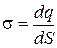 σ = dq/dS